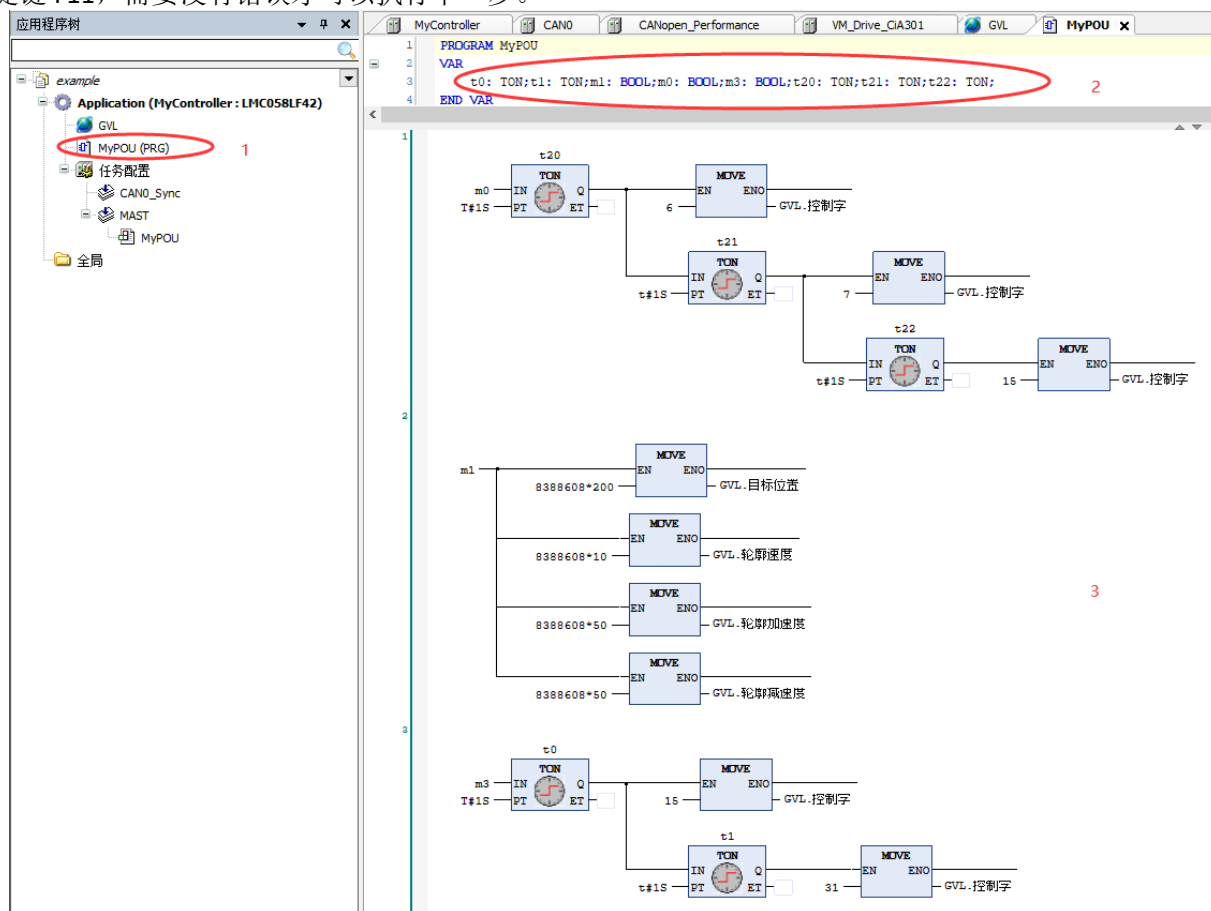 应用程序树
MyController
CAN0
CANopen_Performance
VM_Drive_CiA301
GVL
MyPOU
example
Application (MyController : LMC058LF42)
GVL
MyPOU (PRG)
1
任务配置
CAN0_Sync
MAST
MyPOU
全局
1 PROGRAM MyPOU
2 VAR
3 t0: TON;t1: TON;m1: BOOL;m0: BOOL;m3: BOOL;t20: TON;t21: TON;t22: TON;
4 END_VAR
2
1
t20
TON
MOVE
m0 IN Q EN ENO
T#1S PT ET 6 GVL.控制字
t21
TON
MOVE
IN Q EN ENO
t#1S PT ET 7 GVL.控制字
t22
TON
MOVE
IN Q EN ENO
t#1S PT ET 15 GVL.控制字
2
MOVE
m1 EN ENO
8388608*200 GVL.目标位置
MOVE
EN ENO
8388608*10 GVL.轮廓速度
MOVE
EN ENO
8388608*50 GVL.轮廓加速度
3
MOVE
EN ENO
8388608*50 GVL.轮廓减速度
3
t0
TON
MOVE
m3 IN Q EN ENO
T#1S PT ET 15 GVL.控制字
t1
TON
MOVE
IN Q EN ENO
t#1S PT ET 31 GVL.控制字